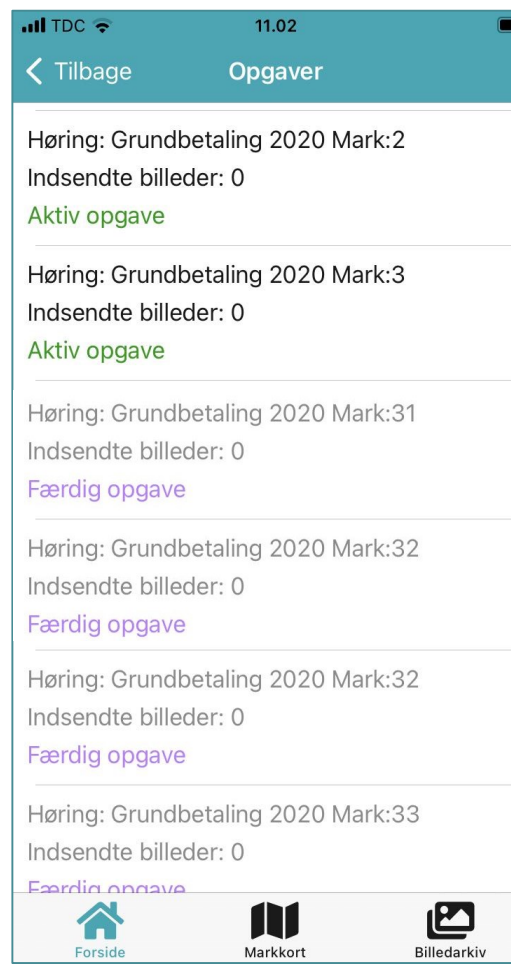 TDC
11.02
Tilbage
Opgaver
Høring: Grundbetaling 2020 Mark:2
Indsendte billeder: 0
Aktiv opgave
Høring: Grundbetaling 2020 Mark:3
Indsendte billeder: 0
Aktiv opgave
Høring: Grundbetaling 2020 Mark:31
Indsendte billeder: 0
Færdig opgave
Høring: Grundbetaling 2020 Mark:32
Indsendte billeder: 0
Færdig opgave
Høring: Grundbetaling 2020 Mark:32
Indsendte billeder: 0
Færdig opgave
Høring: Grundbetaling 2020 Mark:33
Indsendte billeder: 0
Færdig opgave
Forside
Markkort
Billedarkiv